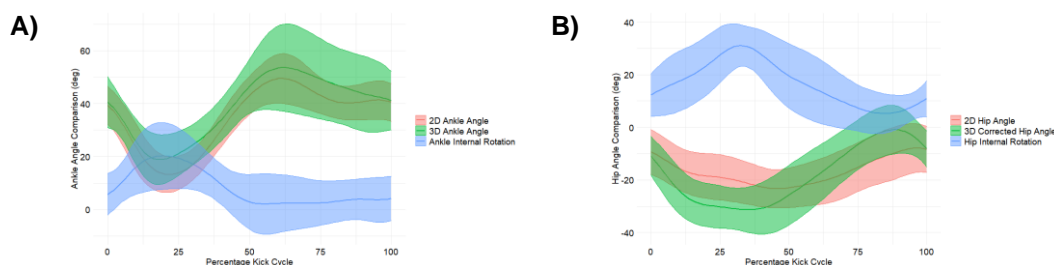 A)
Ankle Angle Comparison (deg)
60
40
20
0
0
25
50
75
100
Percentage Kick Cycle
2D Ankle Angle
3D Ankle Angle
Ankle Internal Rotation
B)
Hip Angle Comparison (deg)
40
20
0
-20
-40
0
25
50
75
100
Percentage Kick Cycle
2D Hip Angle
3D Corrected Hip Angle
Hip Internal Rotation